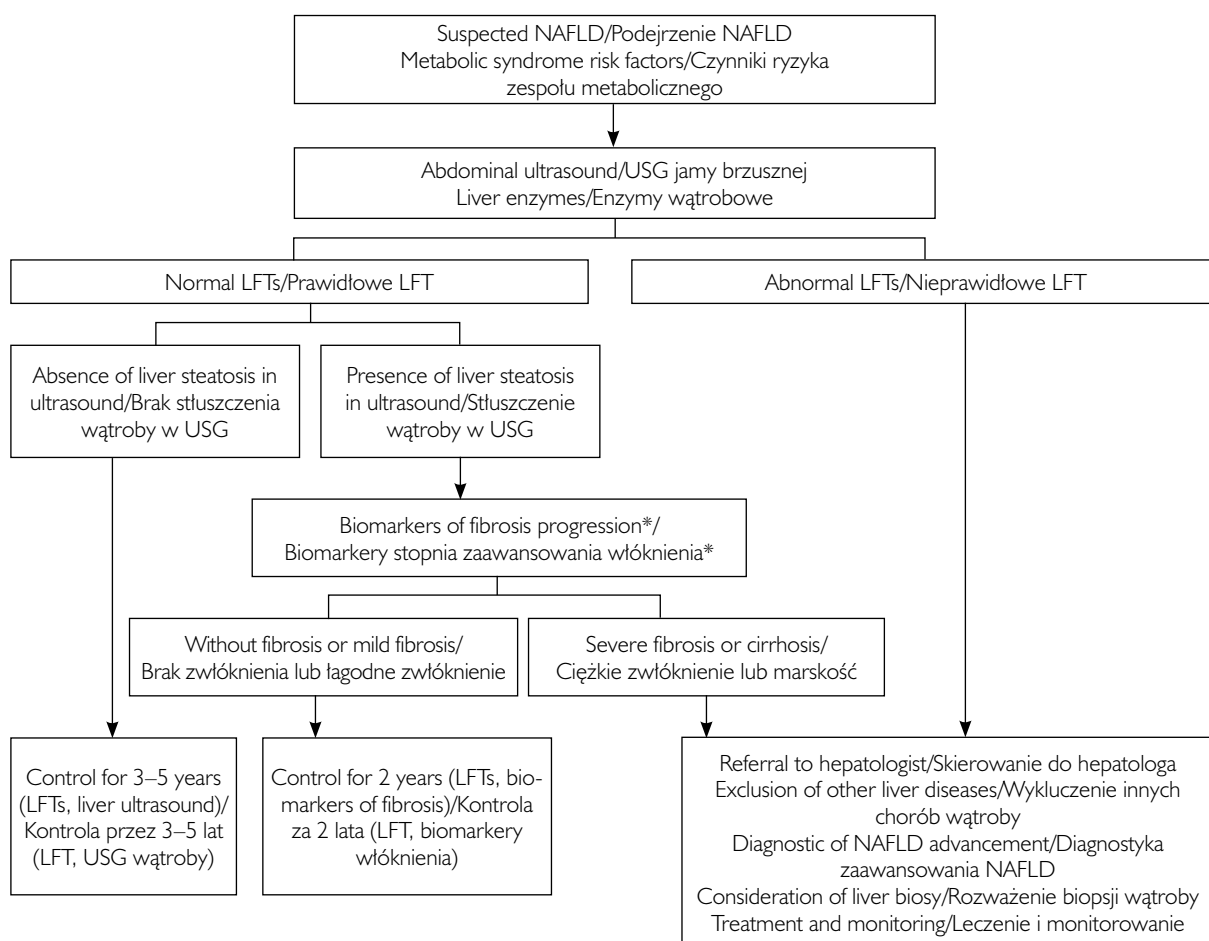 Suspected NAFLD/Podejrzenie NAFLD
Metabolic syndrome risk factors/Czynniki ryzyka
zespołu metabolicznego
Abdominal ultrasound/USG jamy brzusznej
Liver enzymes/Enzymy wątrobowe
Normal LFTs/Prawidłowe LFT
Abnormal LFTs/Nieprawidłowe LFT
Absence of liver steatosis in
ultrasound/Brak stłuszczenia
wątroby w USG
Presence of liver steatosis
in ultrasound/Stłuszczenie
wątroby w USG
Biomarkers of fibrosis progression*/
Biomarkery stopnia zaawansowania włóknienia*
Without fibrosis or mild fibrosis/
Brak zwłóknienia lub łagodne zwłóknienie
Severe fibrosis or cirrhosis/
Ciężkie zwłóknienie lub marskość
Control for 3–5 years
(LFTs, liver ultrasound)/
Kontrola przez 3–5 lat
(LFT, USG wątroby)
Control for 2 years (LFTs, bio-
markers of fibrosis)/Kontrola
za 2 lata (LFT, biomarkery
włóknienia)
Referral to hepatologist/Skierowanie do hepatologa
Exclusion of other liver diseases/Wykluczenie innych
chorób wątroby
Diagnostic of NAFLD advancement/Diagnostyka
zaawansowania NAFLD
Consideration of liver biosy/Rozważenie biopsji wątroby
Treatment and monitoring/Leczenie i monitorowanie